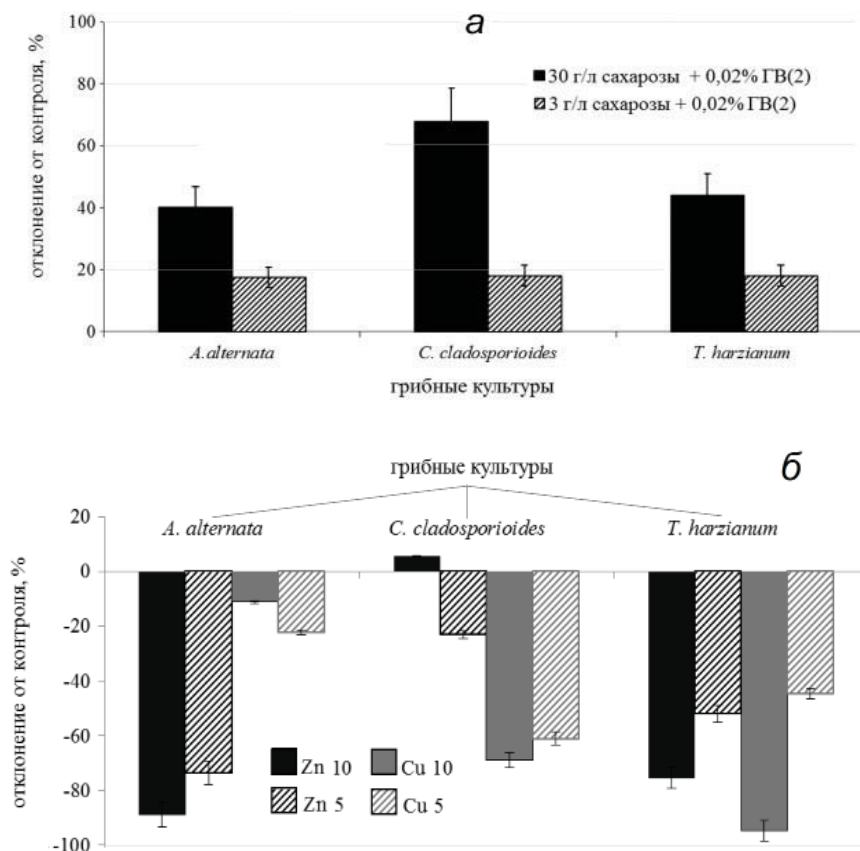 а
100
80
60
40
20
0
отклонение от контроля, %
30 г/л сахарозы + 0,02% ГВ(2)
3 г/л сахарозы + 0,02% ГВ(2)
A.alternata
C. cladosporioides
T. harzianum
грибные культуры
б
грибные культуры
A. alternata
C. cladosporioides
T. harzianum
20
0
-20
-40
-60
-80
-100
отклонение от контроля, %
Zn 10
Cu 10
Zn 5
Cu 5